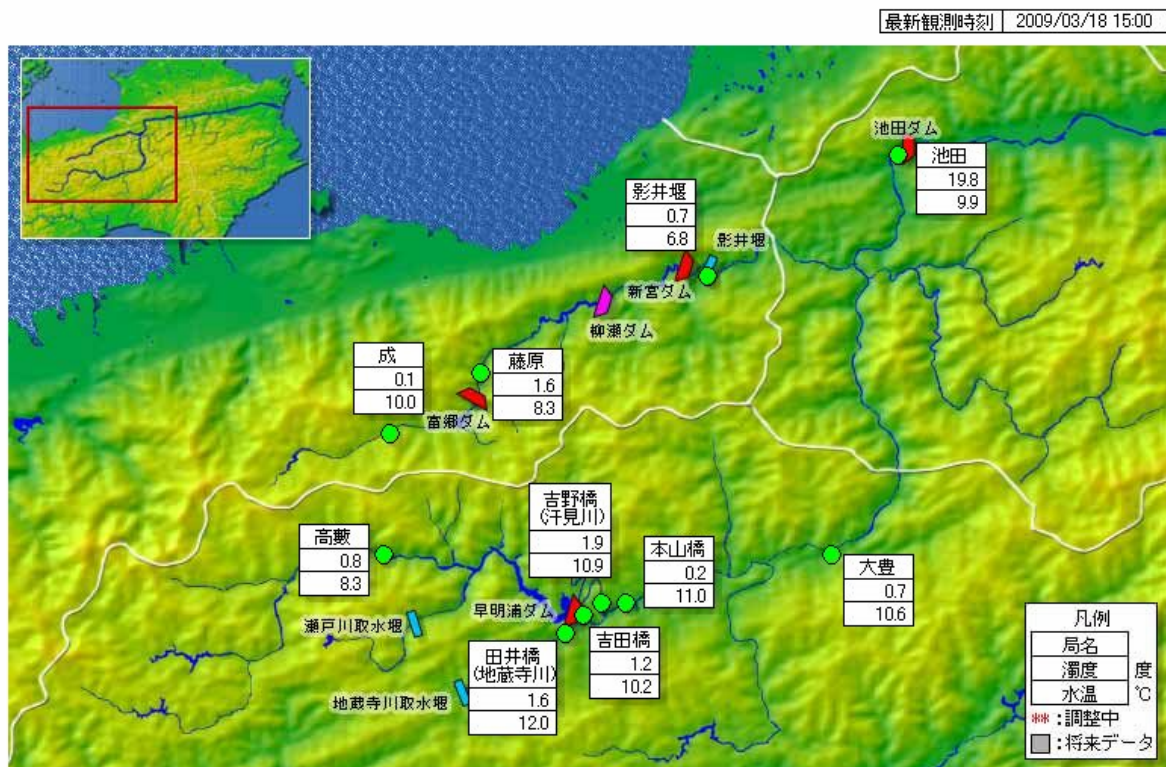 最新観測時刻 2009/03/18 15:00
池田ダム
池田
19.8
9.9
影井堰
0.7
6.8
影井堰
新宮ダム
柳瀬ダム
成
0.1
10.0
藤原
1.6
8.3
富郷ダム
吉野橋
(汗見川)
1.9
10.9
高藪
0.8
8.3
本山橋
0.2
11.0
大豊
0.7
10.6
早明浦ダム
瀬戸川取水堰
吉田橋
1.2
10.2
田井橋
(地蔵寺川)
1.6
12.0
地蔵寺川取水堰
凡例
局名
濁度 度
水温 ℃
**:調整中
:将来データ